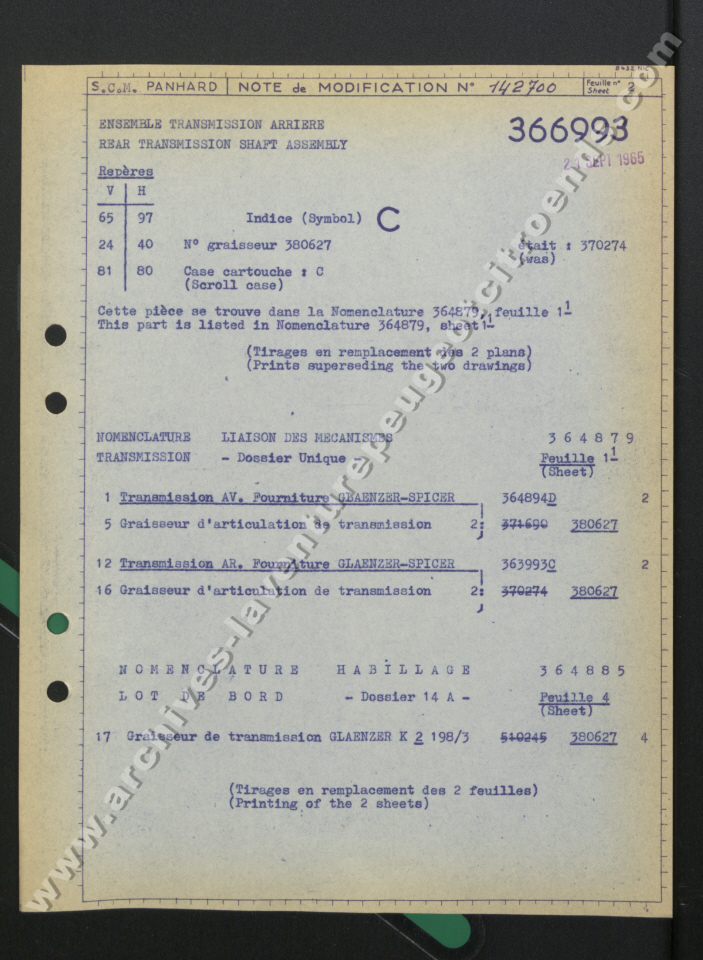 S.C.M. PANHARD NOTE de MODIFICATION N° 142700 Feuille n° 2
Sheet
ENSEMBLE TRANSMISSION ARRIERE 366993
REAR TRANSMISSION SHAFT ASSEMBLY
SEPT 1965
Repères
V H
65 97 Indice (Symbol) C
24 40 N° graisseur 380627 était : 370274
(was)
81 80 Case cartouche : C
(Scroll case)
Cette pièce se trouve dans la Nomenclature 364879, feuille 1 1
This part is listed in Nomenclature 364879, sheet 1 1
(Tirages en remplacement des 2 plans)
(Prints superseding the two drawings)
NOMENCLATURE LIAISON DES MECANISMES 364879
TRANSMISSION - Dossier Unique - Feuille 1 1
(Sheet)
1 Transmission AV. Fourniture GLAENZER-SPICER 364894D 2
5 Graisseur d'articulation de transmission 2: 371690 380627
12 Transmission AR. Fourniture GLAENZER-SPICER 363993C 2
16 Graisseur d'articulation de transmission 2: 370274 380627
NOMENCLATURE HABILLAGE 364885
LOT DE BORD - Dossier 14 A - Feuille 4
(Sheet)
17 Graisseur de transmission GLAENZER K 2 198/3 510245 380627 4
(Tirages en remplacement des 2 feuilles)
(Printing of the 2 sheets)
www.archives-laventurepeugeotcitroends.com